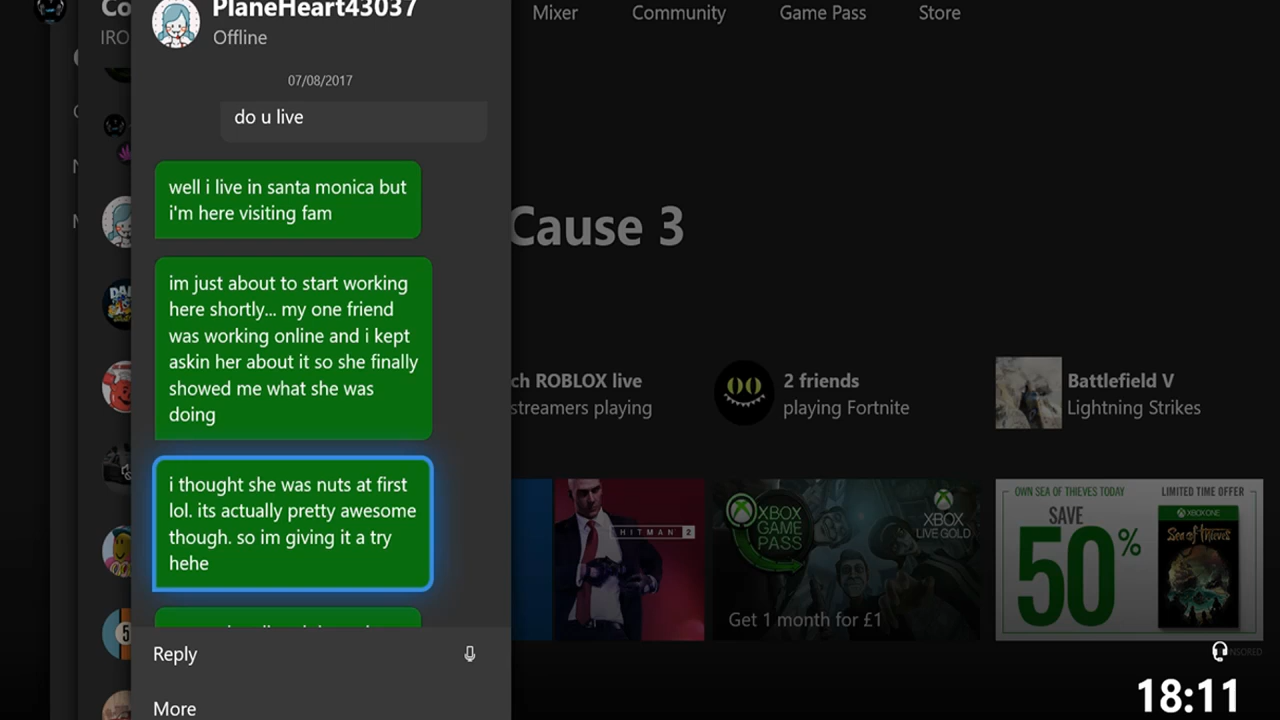 Co
IRO
PlaneHeart43037
Offline
Mixer
Community
Game Pass
Store
07/08/2017
do u live
well i live in santa monica but
i'm here visiting fam
im just about to start working
here shortly... my one friend
was working online and i kept
askin her about it so she finally
showed me what she was
doing
i thought she was nuts at first
lol. its actually pretty awesome
though. so im giving it a try
hehe
Reply
More
Cause 3
ch ROBLOX live
streamers playing
2 friends
playing Fortnite
Battlefield V
Lightning Strikes
HITMAN 2
XBOX
GAME
PASS
XBOX
LIVE GOLD
Get 1 month for £1
OWN SEA OF THIEVES TODAY
LIMITED TIME OFFER
SAVE
50%
XBOX ONE
Sea of Thieves
NSORED
18:11